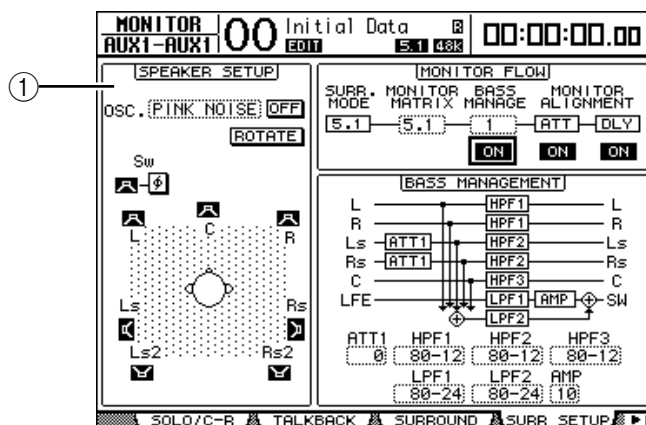 MONITOR
AUX1-AUX1
00
Initial Data
EDIT
5.1 48K
00:00:00.00
1
SPEAKER SETUP
OSC. PINK NOISE OFF
ROTATE
Sw
ϕ
L C R
Ls Rs
Ls2 Rs2
MONITOR FLOW
SURR. MODE
MONITOR MATRIX
BASS MANAGE
MONITOR ALIGNMENT
5.1 5.1 1 ATT DLY
ON ON ON
BASS MANAGEMENT
L HPF1 L
R HPF1 R
Ls ATT1 HPF2 Ls
Rs ATT1 HPF2 Rs
C HPF3 C
LFE LPF1 AMP SW
LPF2
ATT1 HPF1 HPF2 HPF3
0 80-12 80-12 80-12
LPF1 LPF2 AMP
80-24 80-24 10
SOLO/C-R TALKBACK SURROUND SURR SETUP